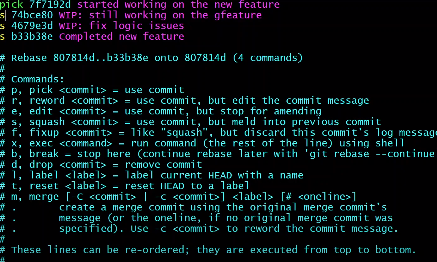 pick 7f7192d started working on the new feature
s 74bce80 WIP: still working on the gfeature
s 4679e3d WIP: fix logic issues
s b33b38e Completed new feature

# Rebase 807814d..b33b38e onto 807814d (4 commands)
#
# Commands:
# p, pick <commit> = use commit
# r, reword <commit> = use commit, but edit the commit message
# e, edit <commit> = use commit, but stop for amending
# s, squash <commit> = use commit, but meld into previous commit
# f, fixup <commit> = like "squash", but discard this commit's log messag
# x, exec <command> = run command (the rest of the line) using shell
# b, break = stop here (continue rebase later with 'git rebase --continue
# d, drop <commit> = remove commit
# l, label <label> = label current HEAD with a name
# t, reset <label> = reset HEAD to a label
# m, merge [ C <commit> | c <commit>] <label> [# <oneline>]
# . create a merge commit using the original merge commit's
# . message (or the oneline, if no original merge commit was
# . specified). Use c <commit> to reword the commit message.
#
# These lines can be re-ordered; they are executed from top to bottom.
#